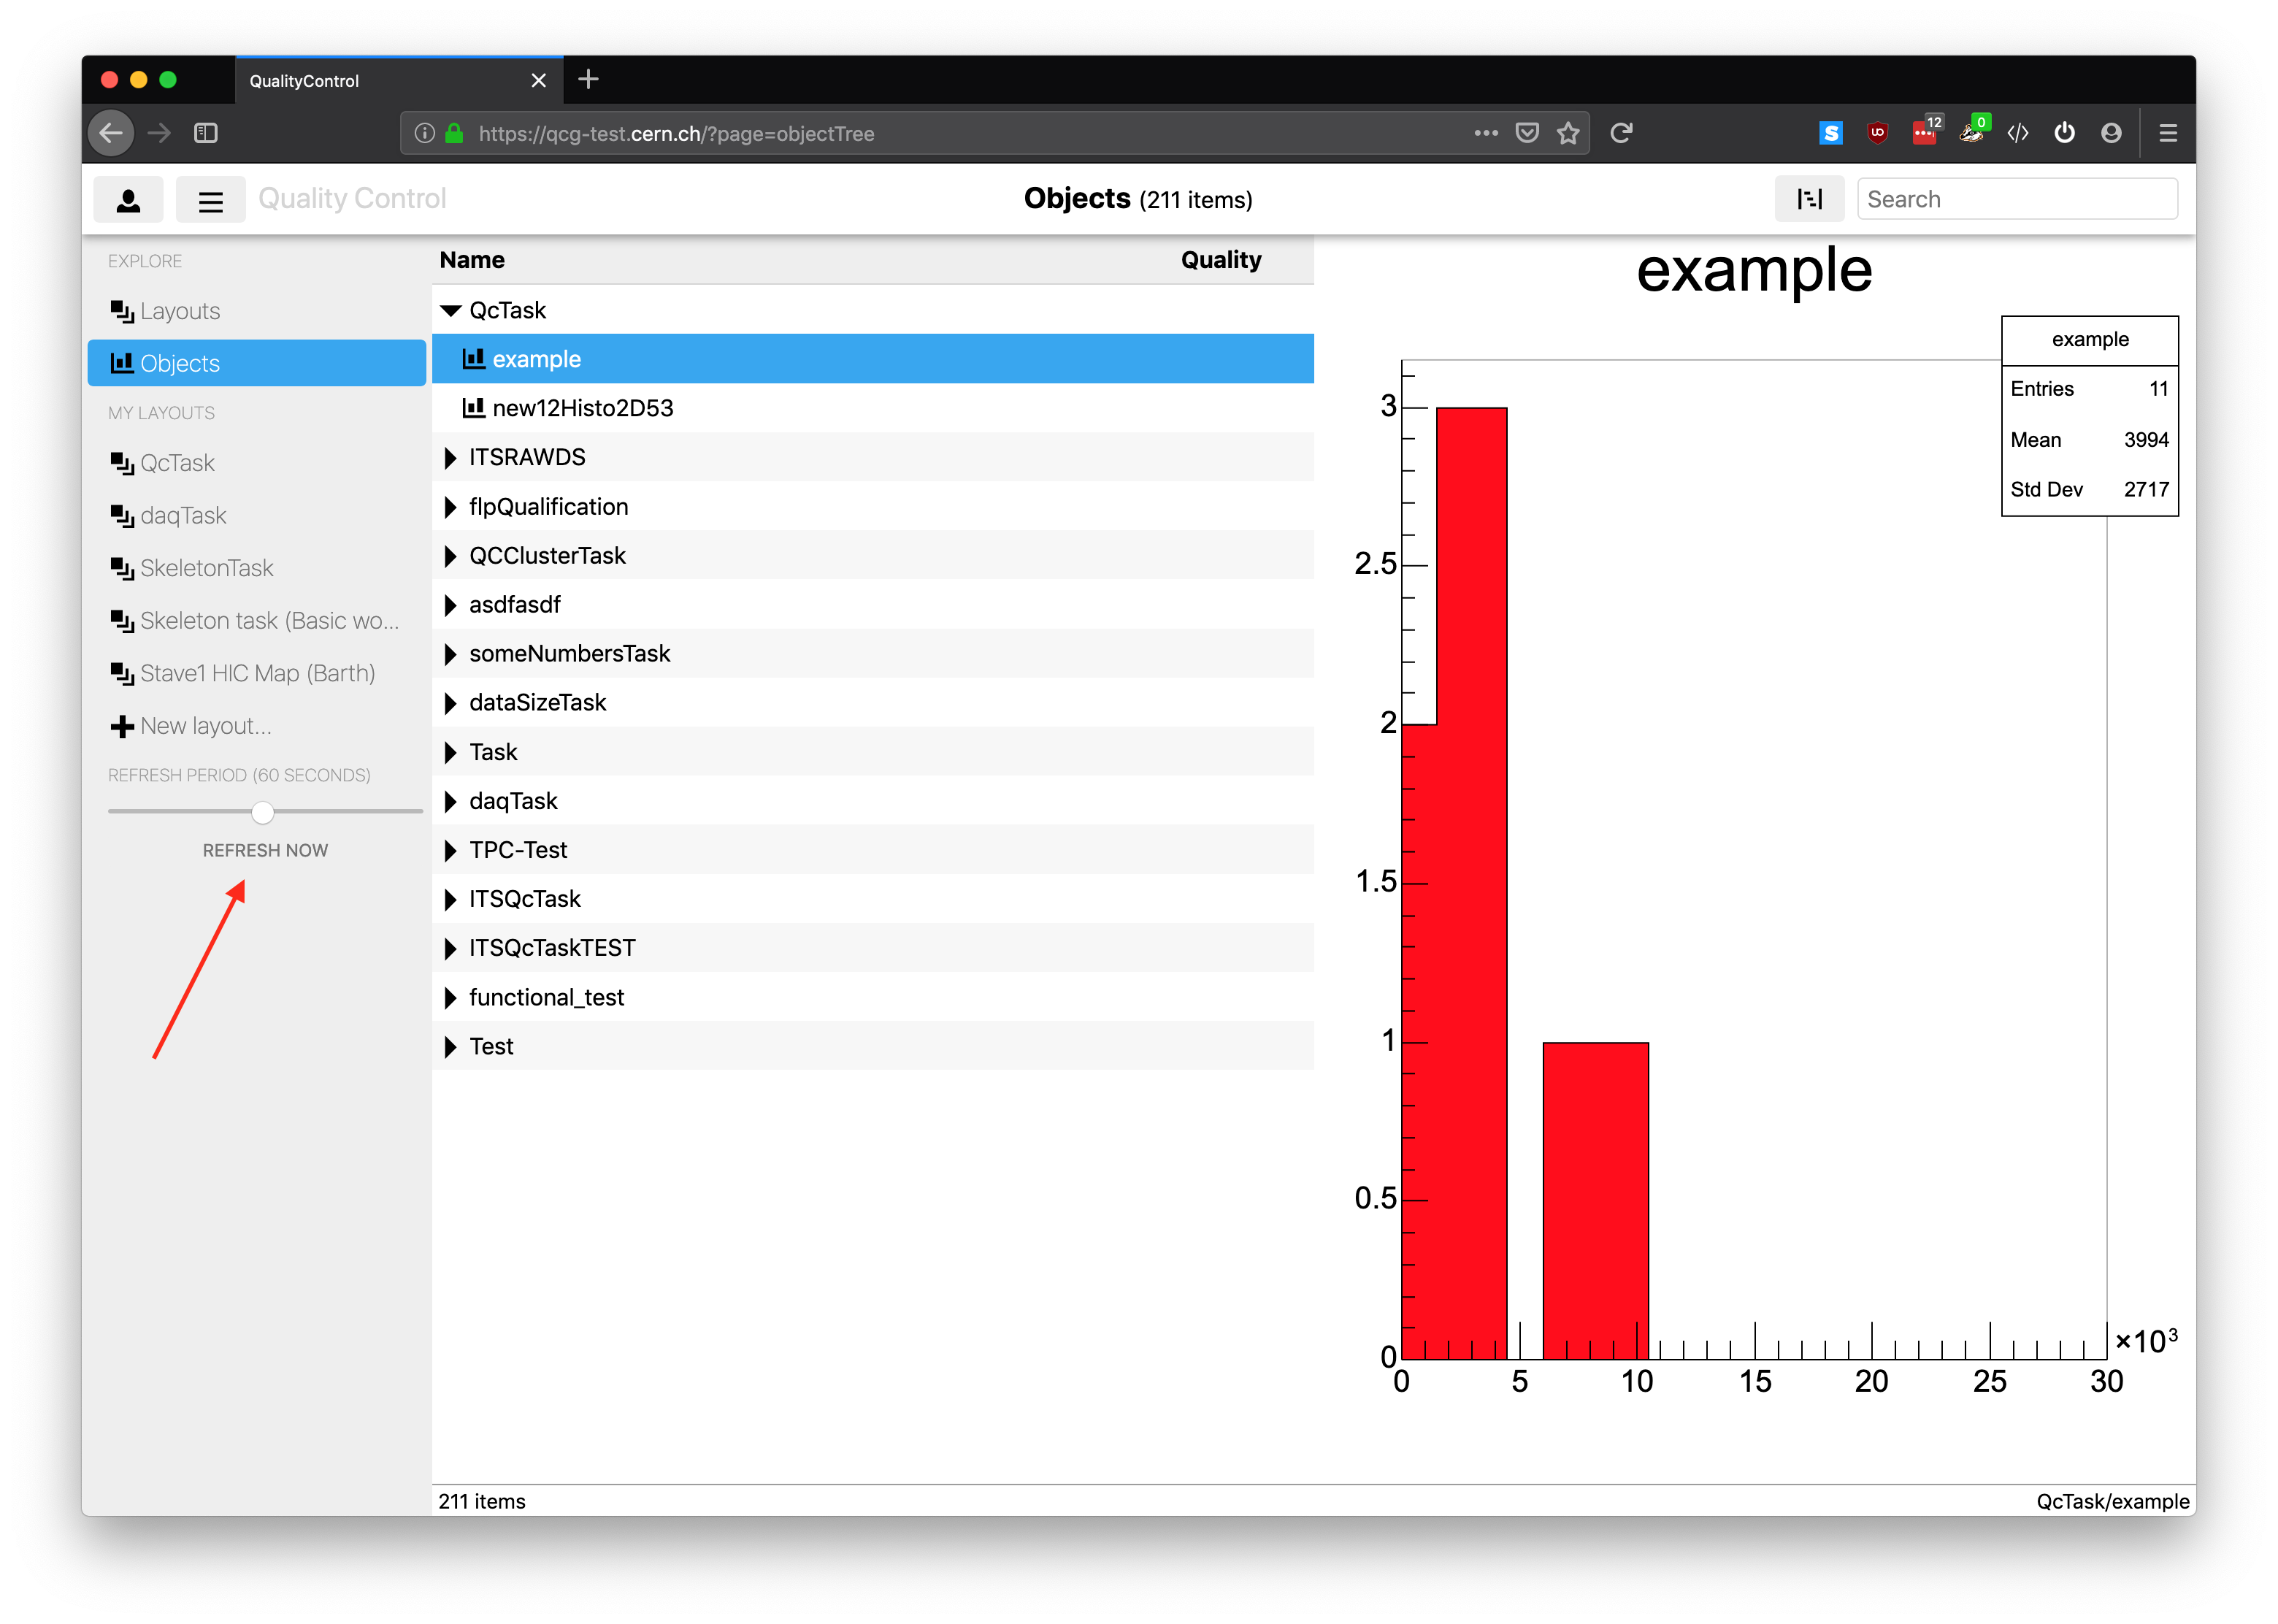 QualityControl
https://qcg-test.cern.ch/?page=objectTree
12
0
Quality Control
Objects (211 items)
Search
EXPLORE
Layouts
Objects
MY LAYOUTS
QcTask
daqTask
SkeletonTask
Skeleton task (Basic wo...
Stave1 HIC Map (Barth)
New layout...
REFRESH PERIOD (60 SECONDS)
REFRESH NOW
Name Quality
QcTask
example
new12Histo2D53
ITSRAWDS
flpQualification
QCClusterTask
asdfasdf
someNumbersTask
dataSizeTask
Task
daqTask
TPC-Test
ITSQcTask
ITSQcTaskTEST
functional_test
Test
example
example
Entries 11
Mean 3994
Std Dev 2717
3
2.5
2
1.5
1
0.5
0
0 5 10 15 20 25 30
×10³
211 items
QcTask/example